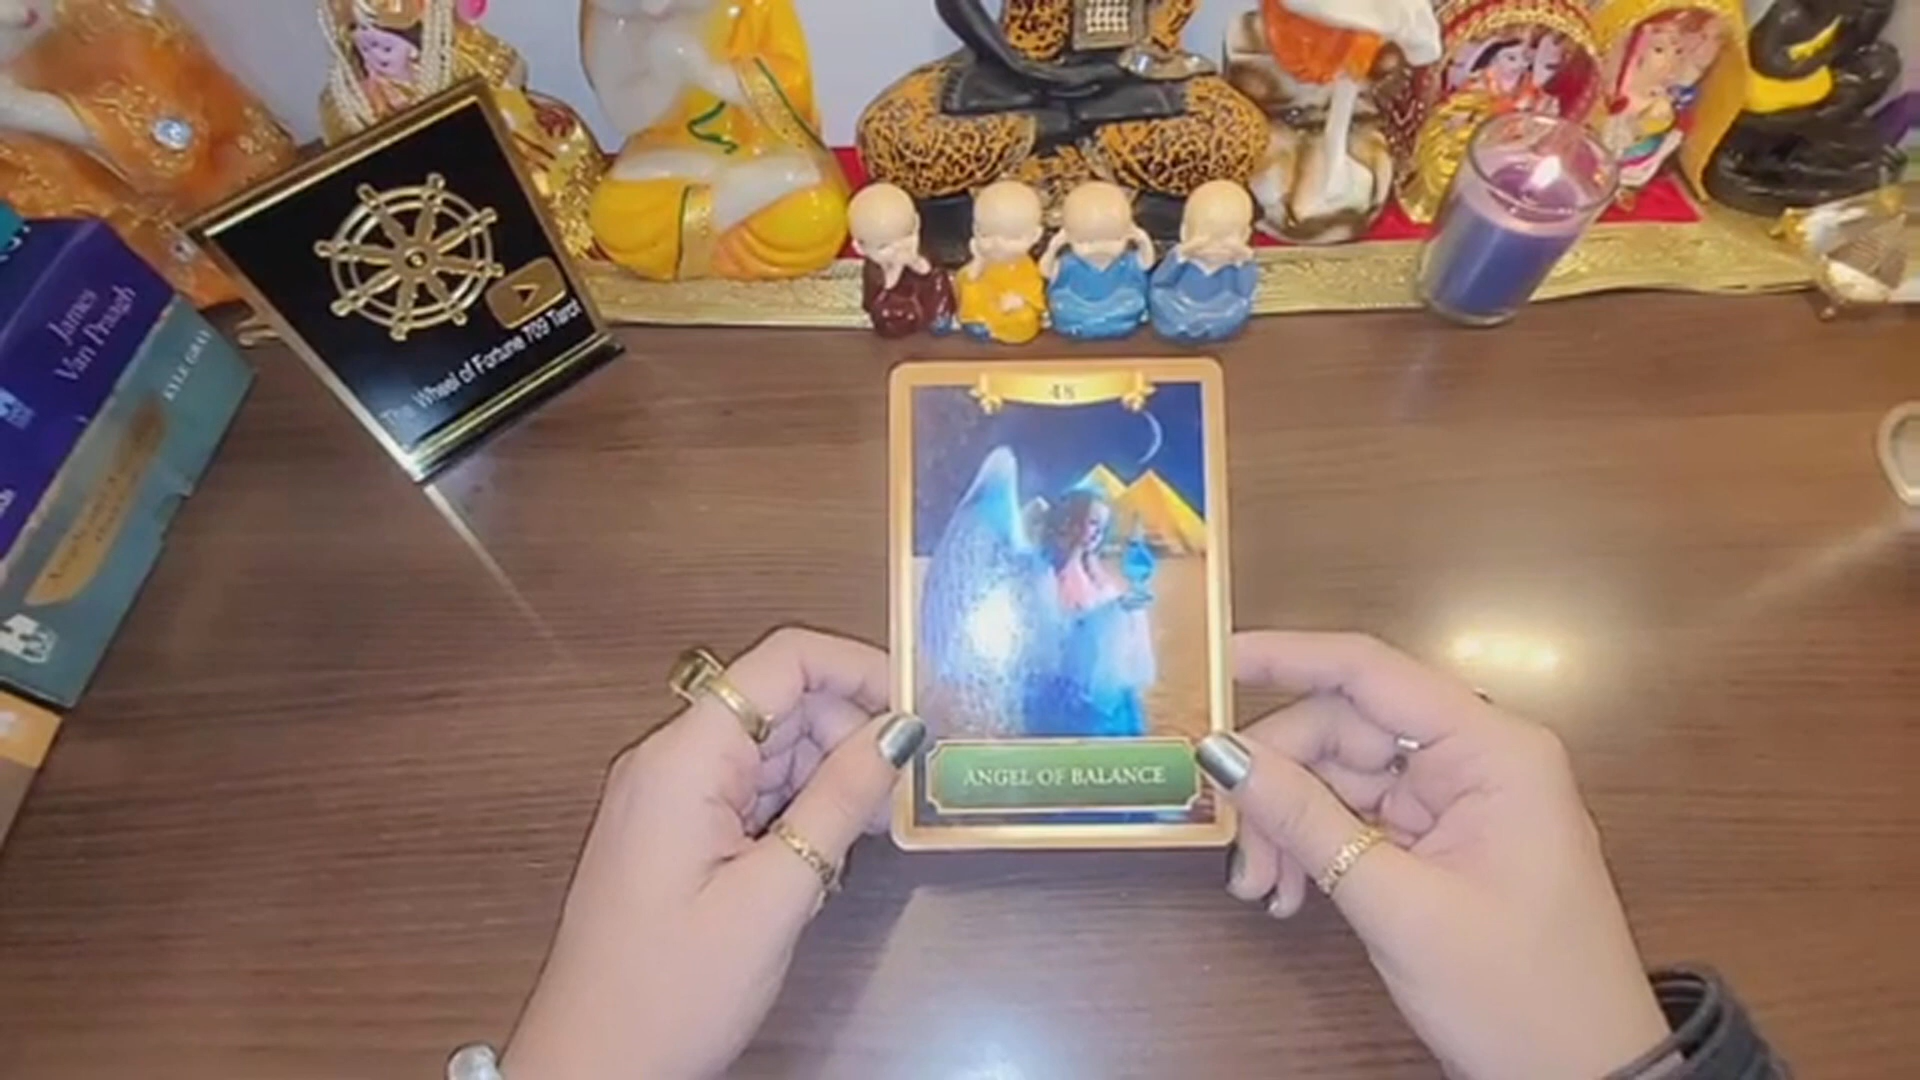 James
Van Praagh
KYLE GRAY
The Wheel of Fortune 709 Tarot
48
ANGEL OF BALANCE